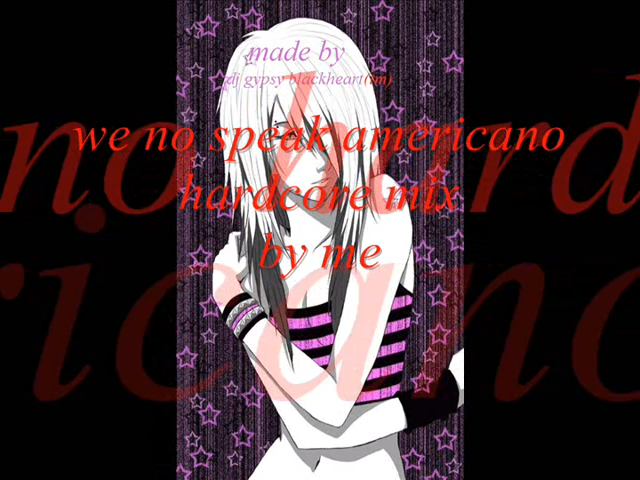 made by
dj gypsy blackheart(im)
we no speak americano
hardcore mix
by me